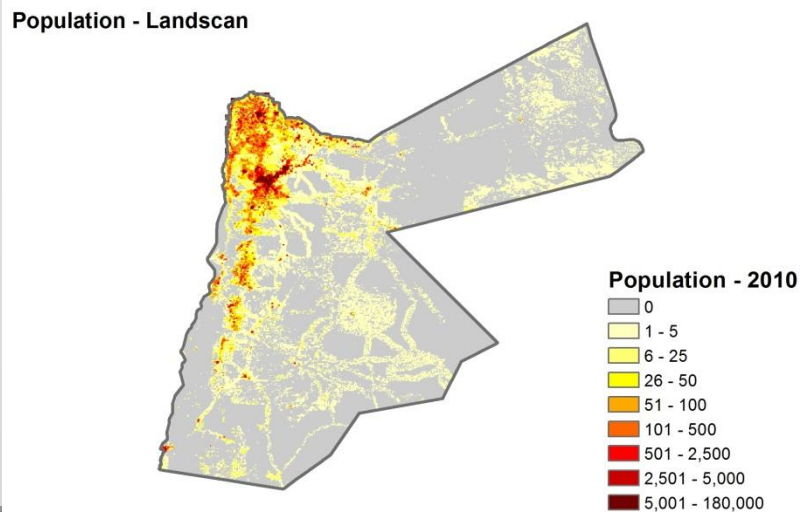 Population - Landscan
Population - 2010
0
1 - 5
6 - 25
26 - 50
51 - 100
101 - 500
501 - 2,500
2,501 - 5,000
5,001 - 180,000